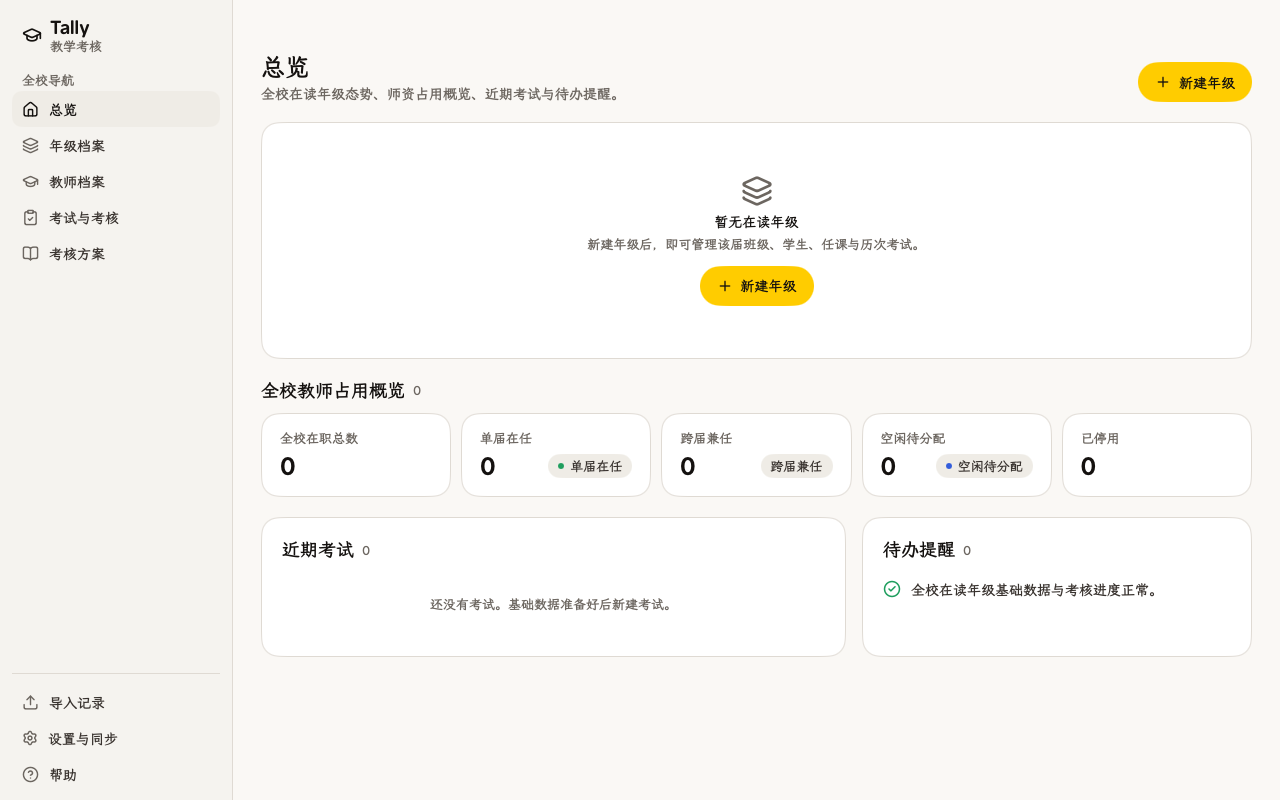 Tally
教学考核
全校导航
总览
年级档案
教师档案
考试与考核
考核方案
导入记录
设置与同步
帮助
总览
全校在读年级态势、师资占用概览、近期考试与待办提醒。
新建年级
暂无在读年级
新建年级后，即可管理该届班级、学生、任课与历次考试。
新建年级
全校教师占用概览 0
全校在职总数
0
单届在任
0 单届在任
跨届兼任
0 跨届兼任
空闲待分配
0 空闲待分配
已停用
0
近期考试 0
还没有考试。基础数据准备好后新建考试。
待办提醒 0
全校在读年级基础数据与考核进度正常。